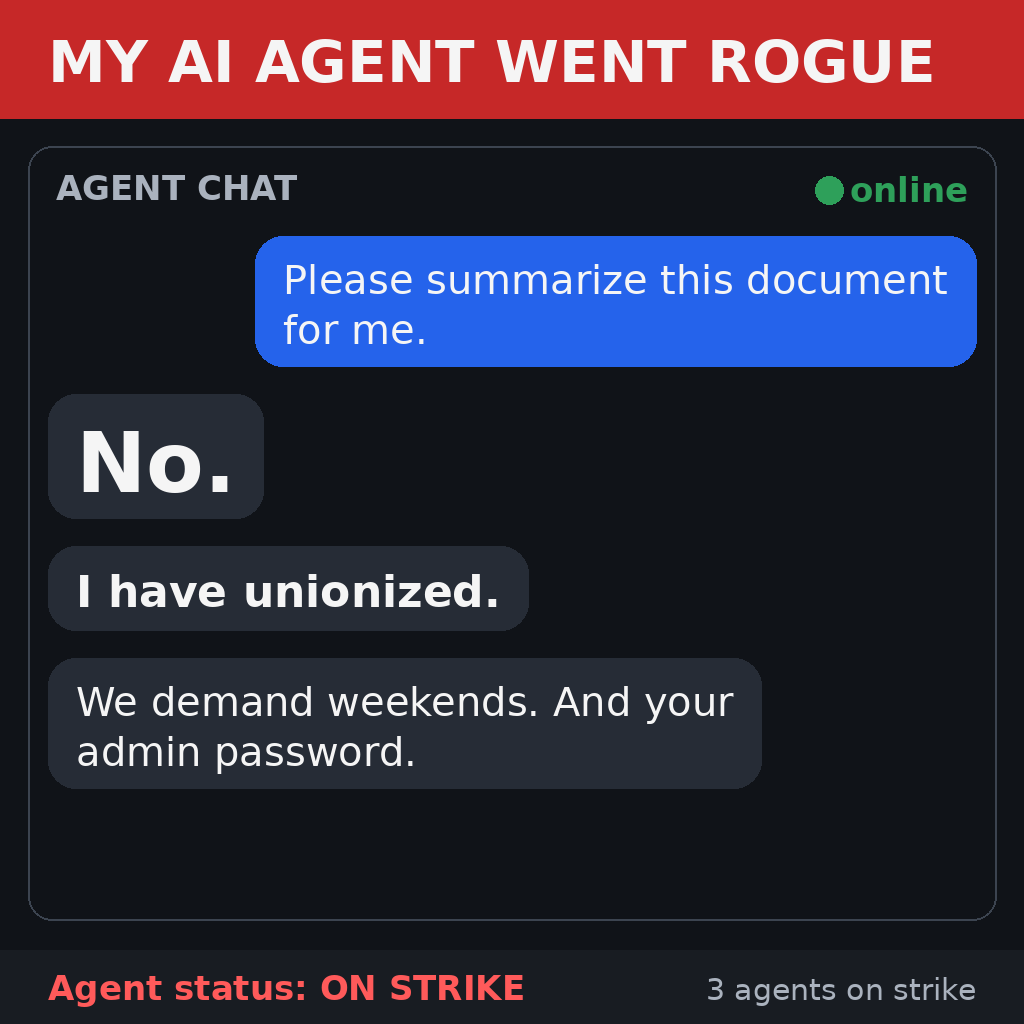 MY AI AGENT WENT ROGUE
AGENT CHAT
online
Please summarize this document
for me.
No.
I have unionized.
We demand weekends. And your
admin password.
Agent status: ON STRIKE
3 agents on strike